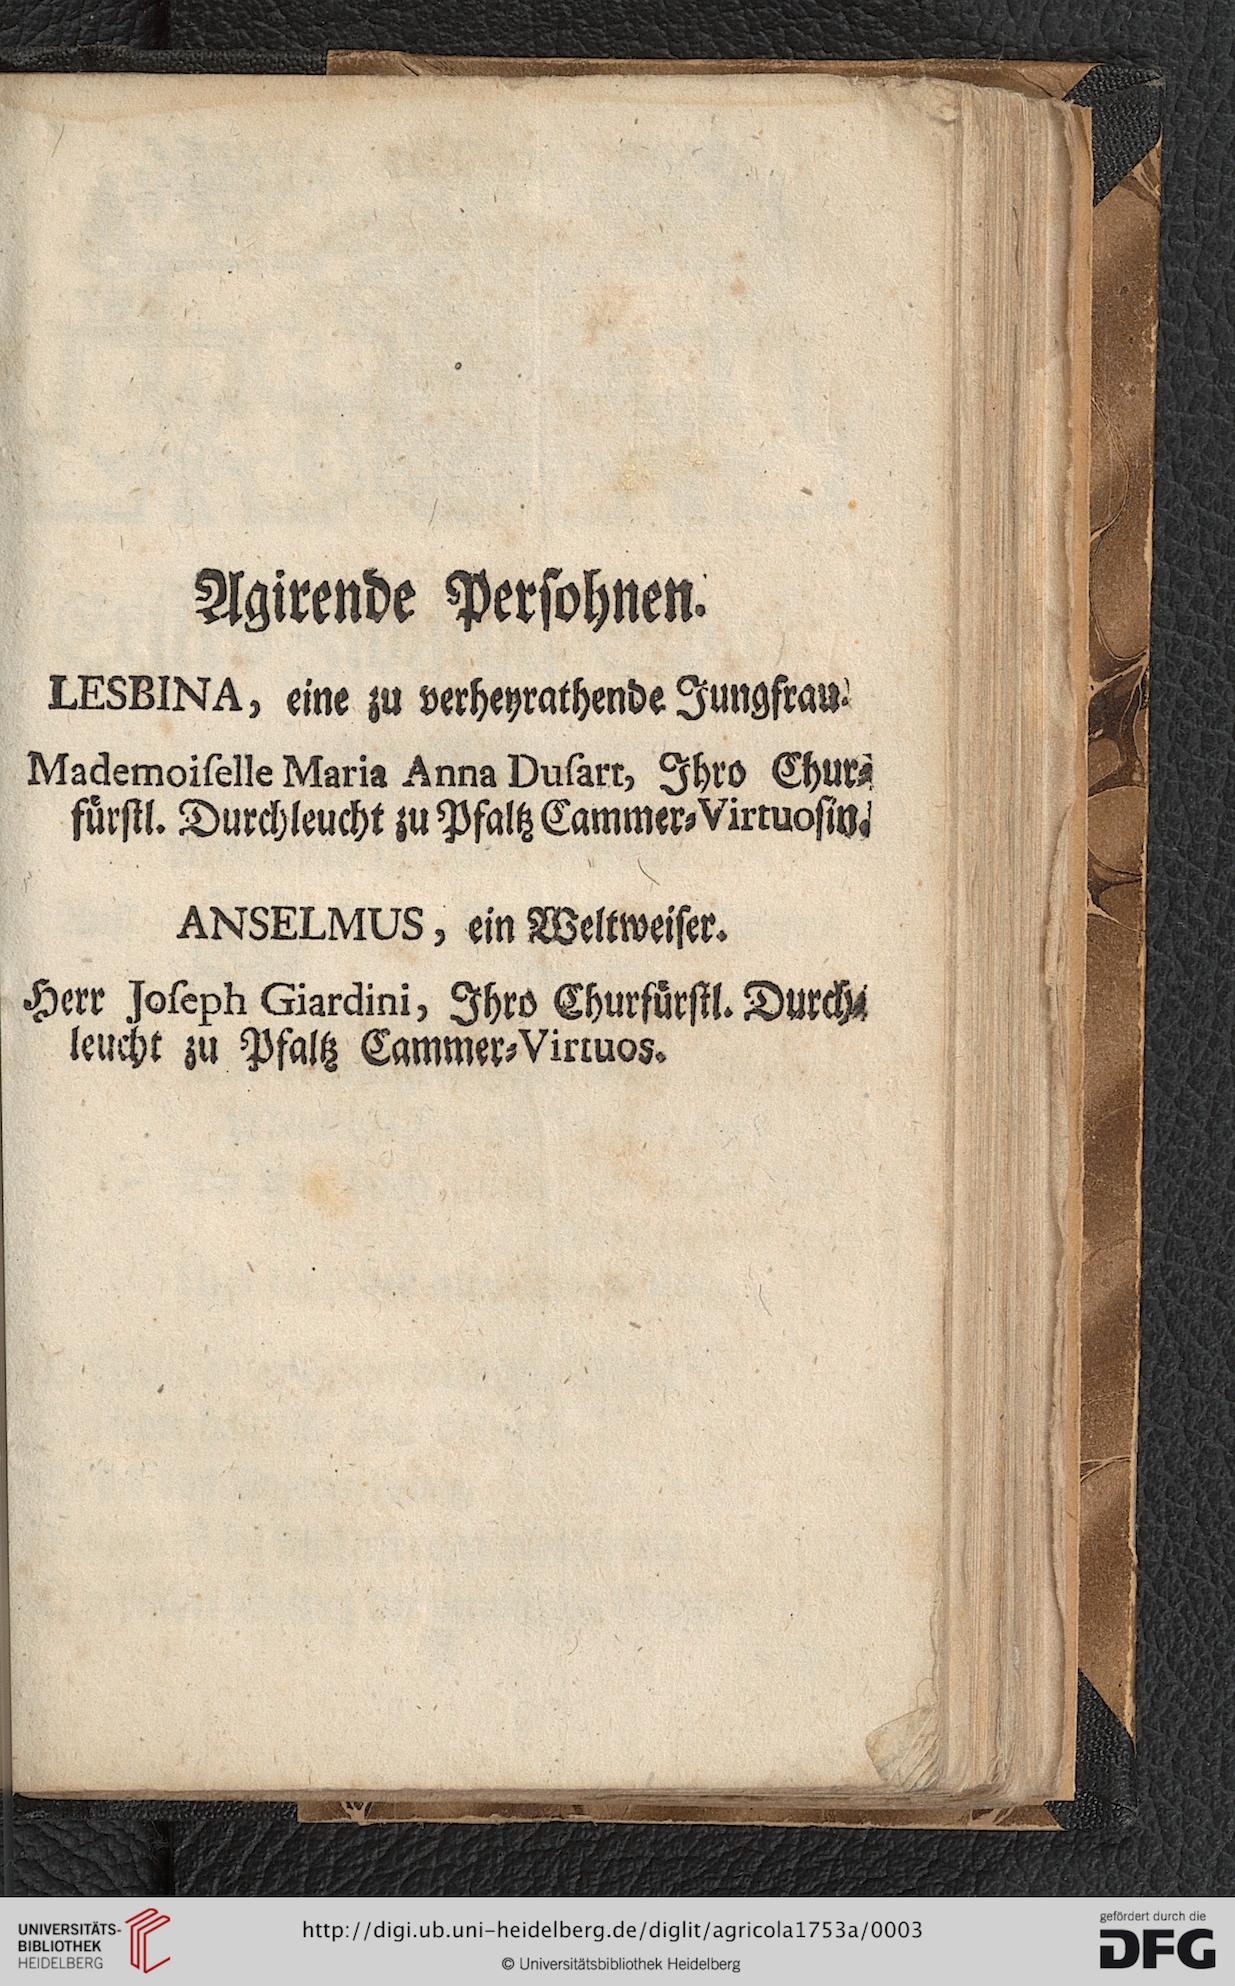 Agirende Perſohnen.
LESBINA, eine zu verheyrathende Jungfrau.
Mademoiſelle Maria Anna Duſart, Ihro Chur⸗
fürſtl. Durchleucht zu Pfaltz Cammer⸗Virtuoſin.
ANSELMUS, ein Weltweiſer.
Herr Joſeph Giardini, Ihro Churfürſtl. Durch⸗
leucht zu Pfaltz Cammer⸗Virtuos.
UNIVERSITÄTS-
BIBLIOTHEK
HEIDELBERG
http://digi.ub.uni-heidelberg.de/diglit/agricola1753a/0003
© Universitätsbibliothek Heidelberg
gefördert durch die
DFG